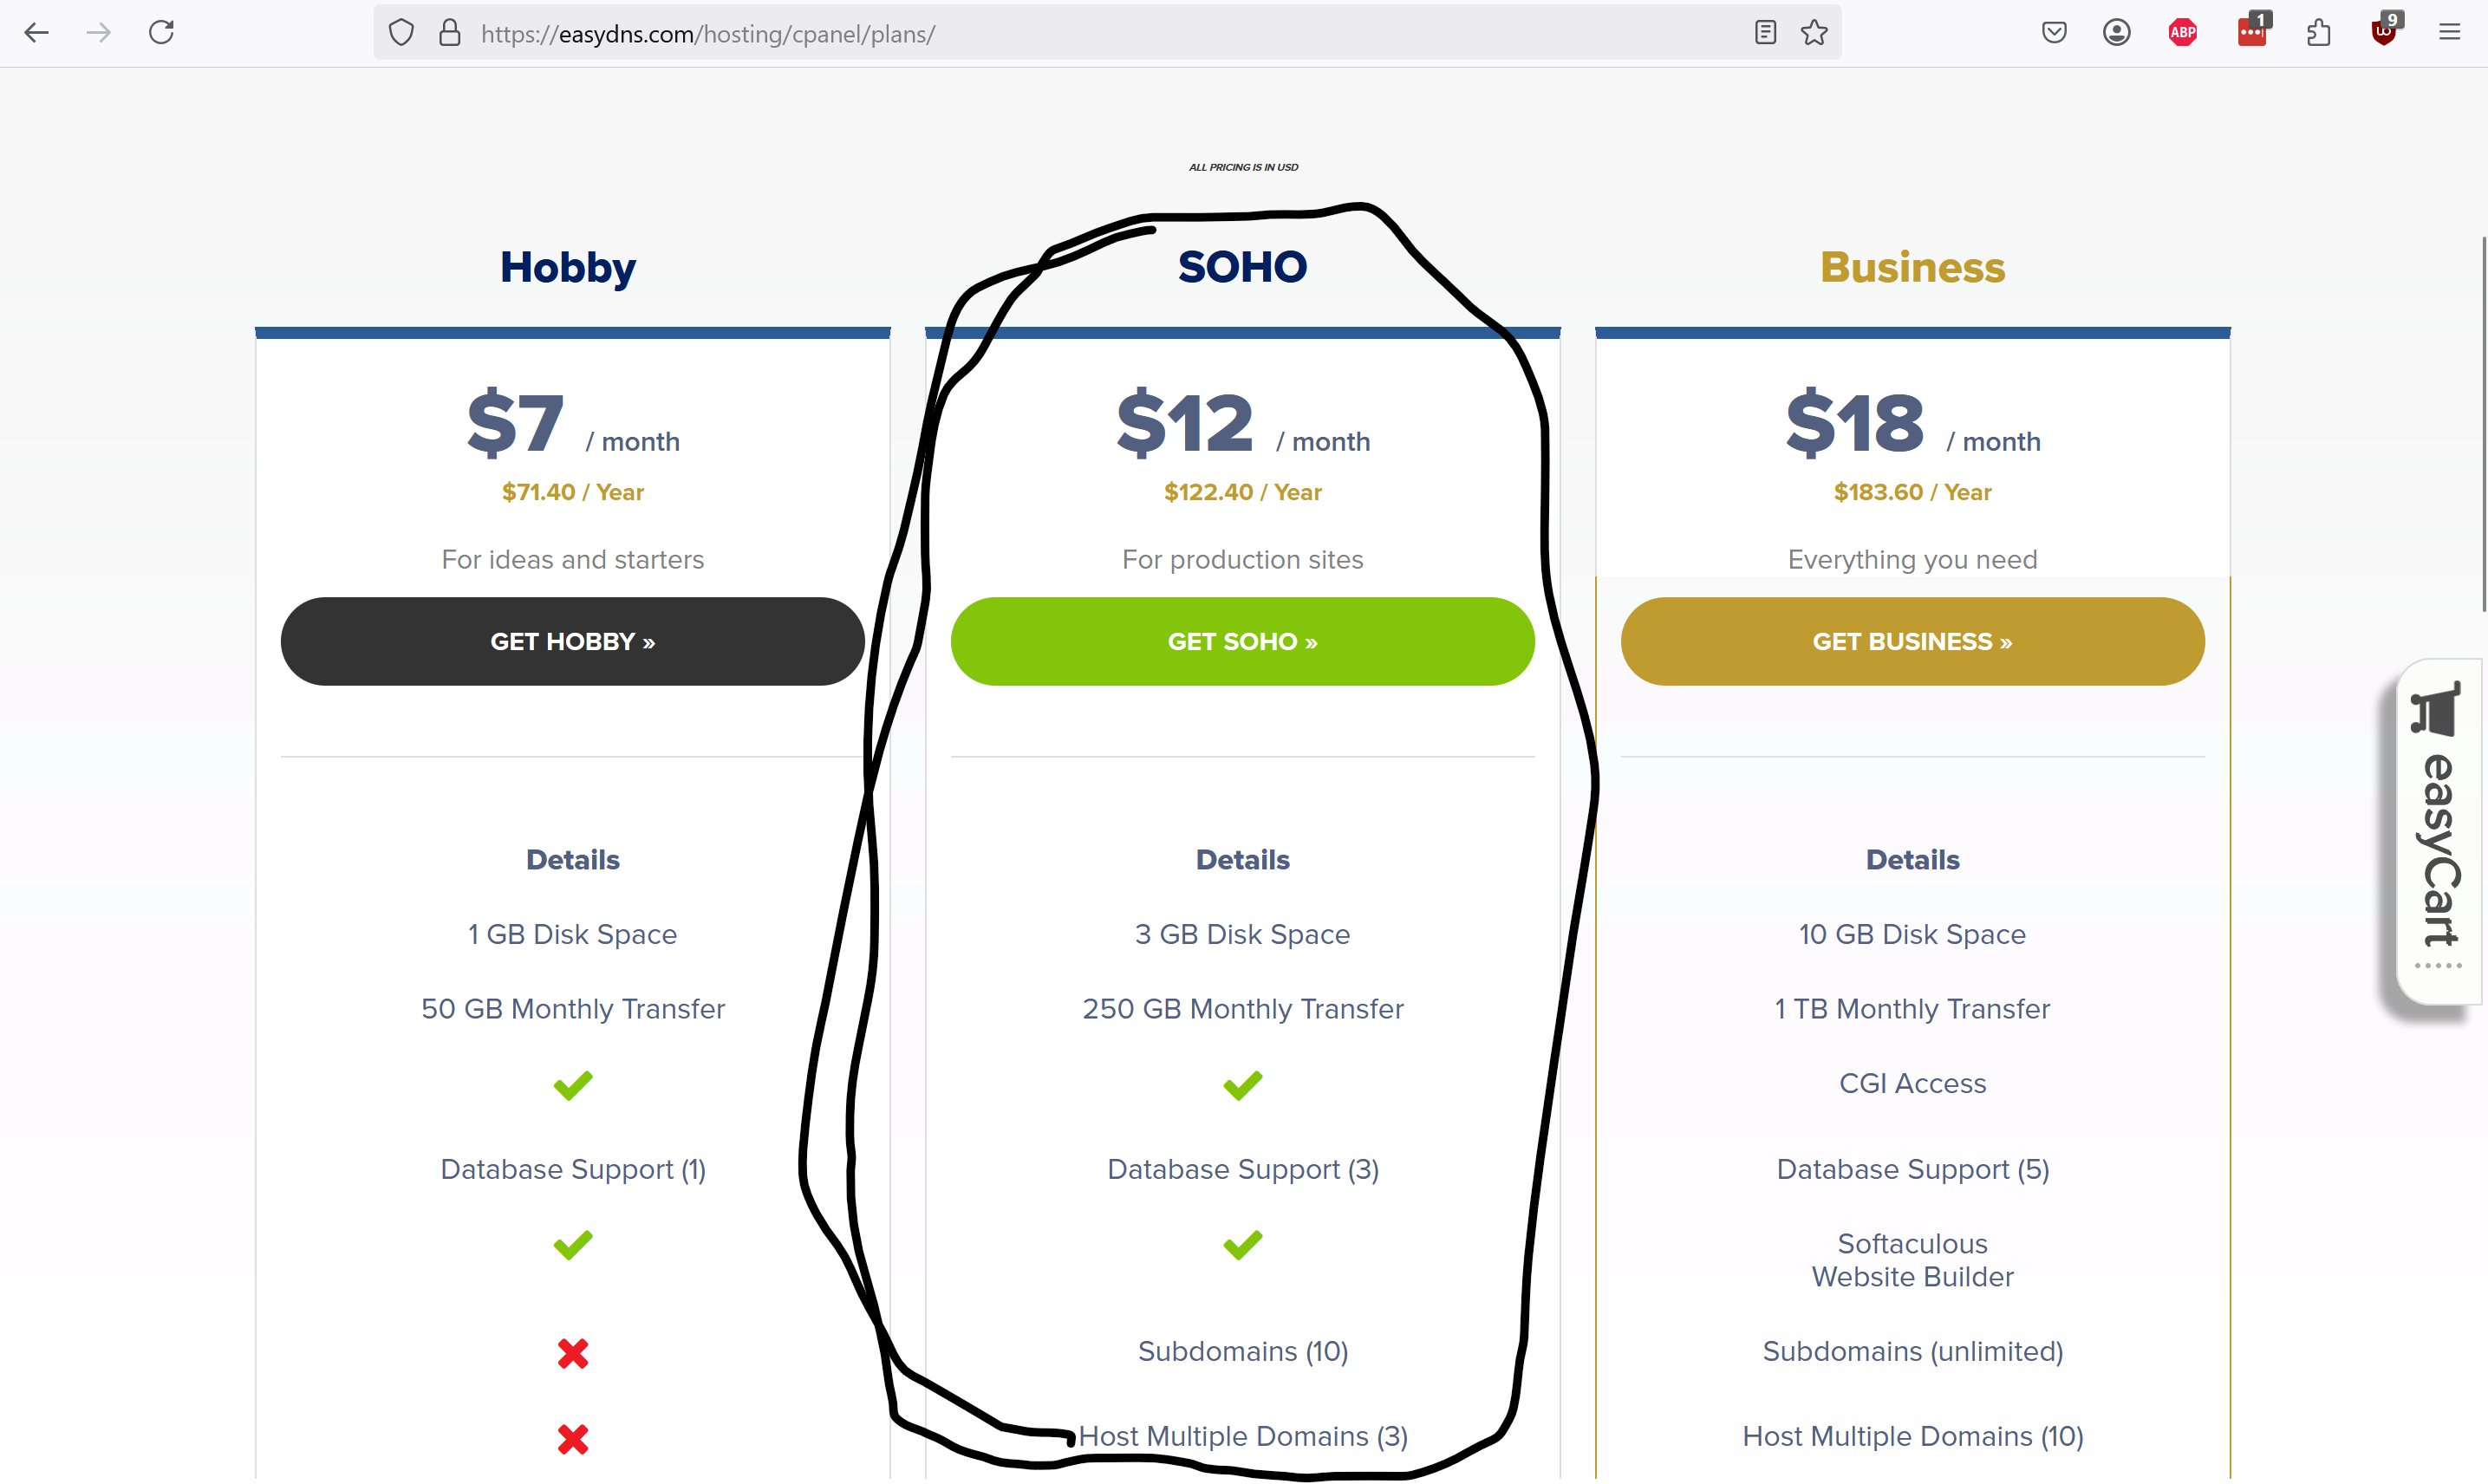 https://easydns.com/hosting/cpanel/plans/
ABP
1
9
ALL PRICING IS IN USD
Hobby
$7 / month
$71.40 / Year
For ideas and starters
GET HOBBY »
Details
1 GB Disk Space
50 GB Monthly Transfer
Database Support (1)
SOHO
$12 / month
$122.40 / Year
For production sites
GET SOHO »
Details
3 GB Disk Space
250 GB Monthly Transfer
Database Support (3)
Subdomains (10)
Host Multiple Domains (3)
Business
$18 / month
$183.60 / Year
Everything you need
GET BUSINESS »
Details
10 GB Disk Space
1 TB Monthly Transfer
CGI Access
Database Support (5)
Softaculous
Website Builder
Subdomains (unlimited)
Host Multiple Domains (10)
easyCart